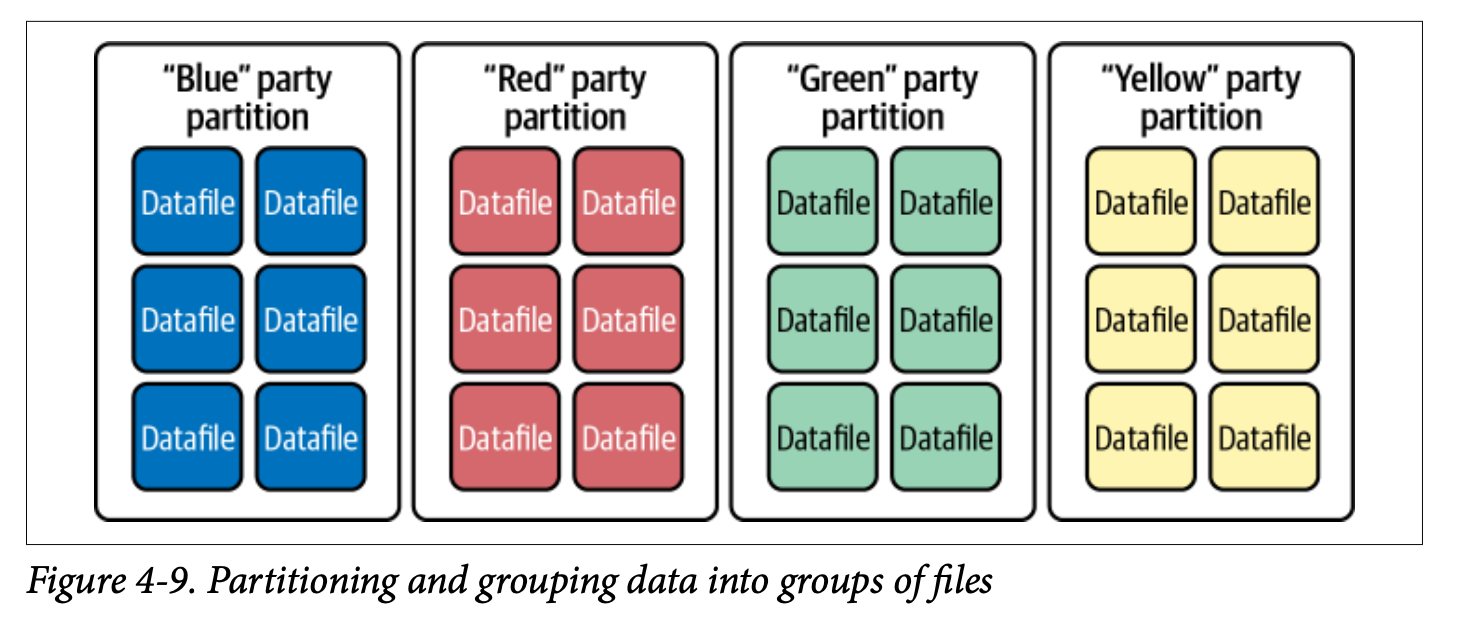 “Blue” party
partition
Datafile Datafile
Datafile Datafile
Datafile Datafile
“Red” party
partition
Datafile Datafile
Datafile Datafile
Datafile Datafile
“Green” party
partition
Datafile Datafile
Datafile Datafile
Datafile Datafile
“Yellow” party
partition
Datafile Datafile
Datafile Datafile
Datafile Datafile
Figure 4-9. Partitioning and grouping data into groups of files